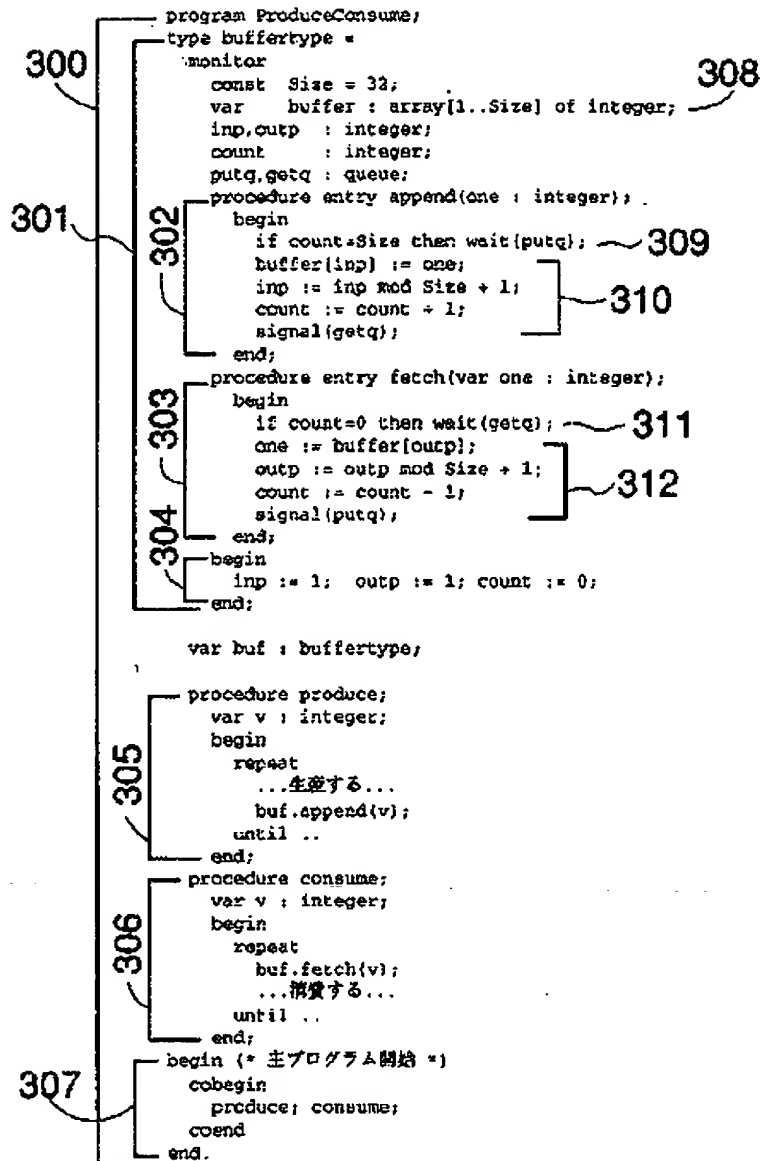 program ProduceConsume;
type buffertype =
300
monitor
const Size = 32;
308
var buffer : array[1..Size] of integer;
inp,outp : integer;
count : integer;
putq,getq : queue;
301
procedure entry append(one : integer);
302
begin
if count=Size then wait(putq);
309
buffer[inp] := one;
inp := inp mod Size + 1;
310
count := count + 1;
signal(getq);
end;
procedure entry fetch(var one : integer);
303
begin
if count=0 then wait(getq);
311
one := buffer[outp];
outp := outp mod Size + 1;
312
count := count - 1;
signal(putq);
end;
304
begin
inp := 1; outp := 1; count := 0;
end;
var buf : buffertype;
procedure produce;
var v : integer;
begin
305
repeat
...生産する...
buf.append(v);
until ..
end;
procedure consume;
var v : integer;
begin
306
repeat
buf.fetch(v);
...消費する...
until ..
end;
begin (* 主プログラム開始 *)
307
cobegin
produce; consume;
coend
end.